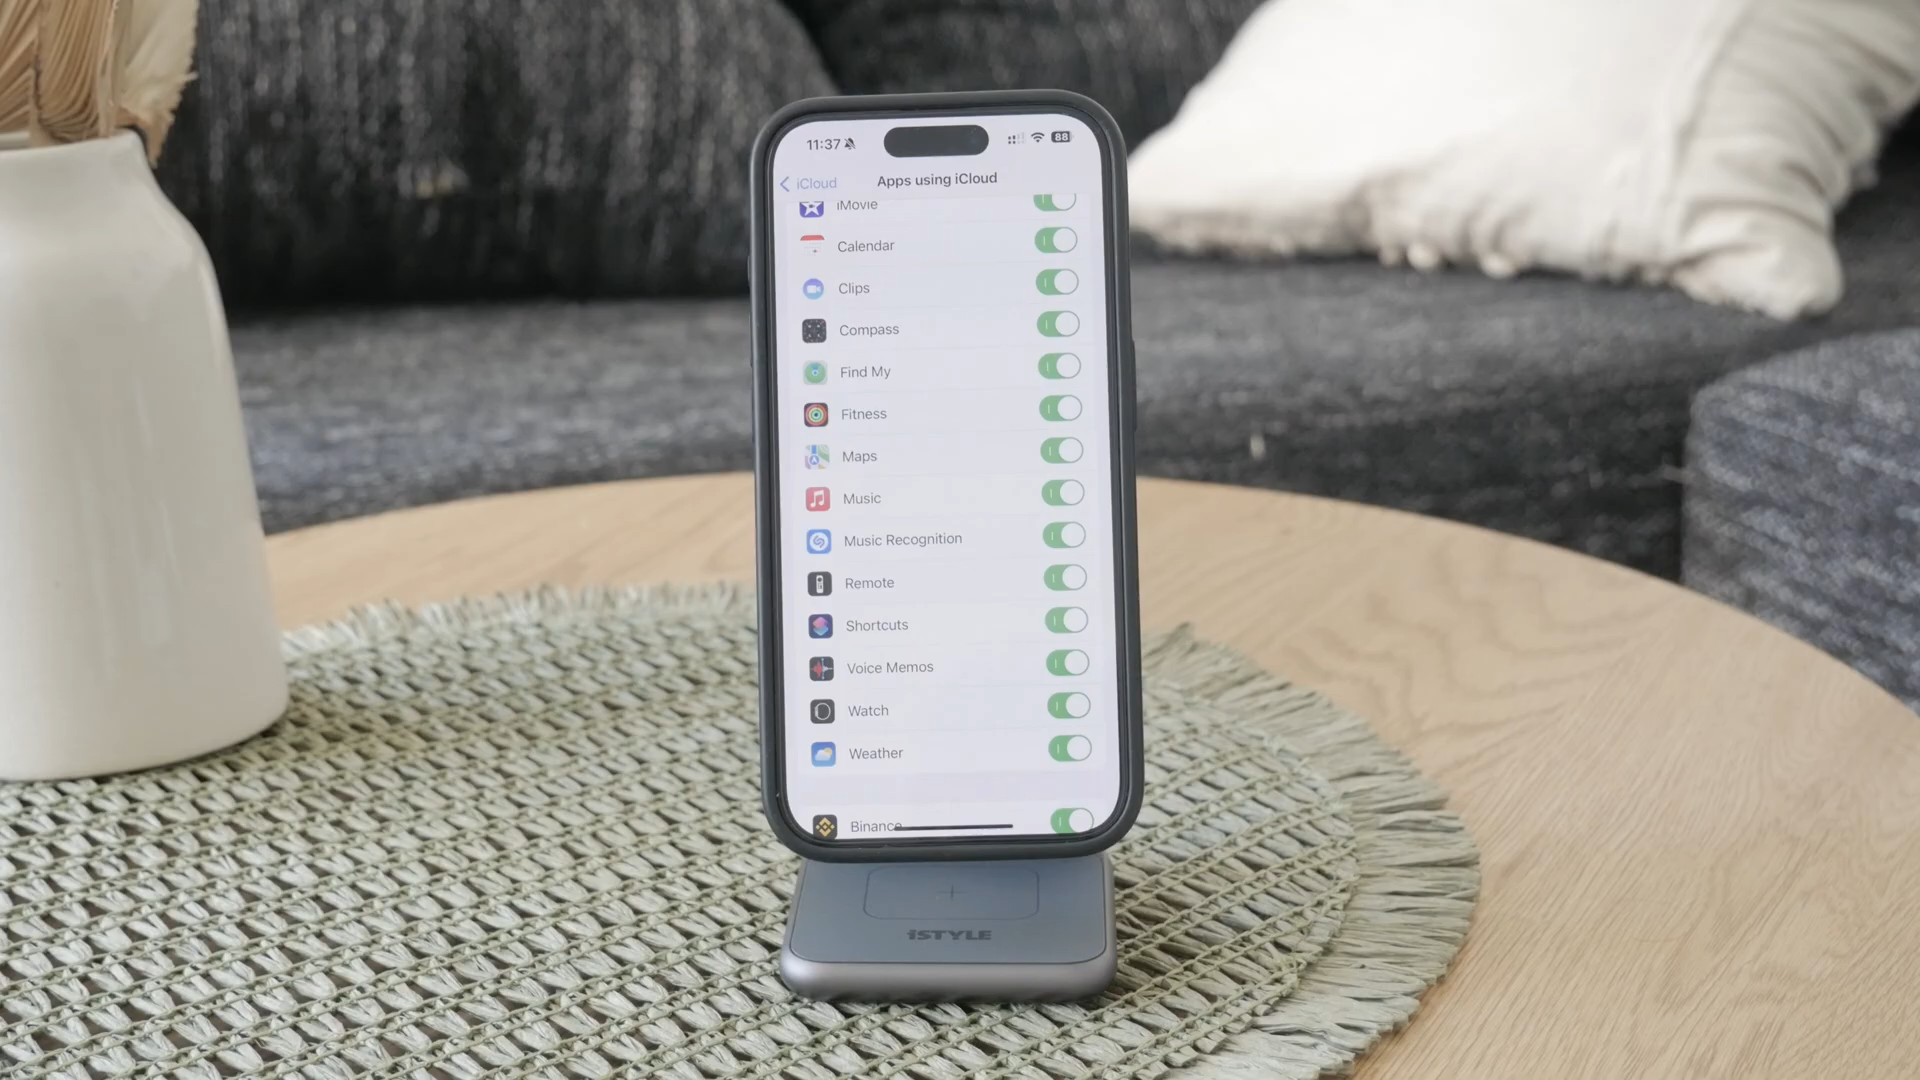 11:37 88
iCloud Apps using iCloud
iMovie
Calendar
Clips
Compass
Find My
Fitness
Maps
Music
Music Recognition
Remote
Shortcuts
Voice Memos
Watch
Weather
Binance
iSTYLE